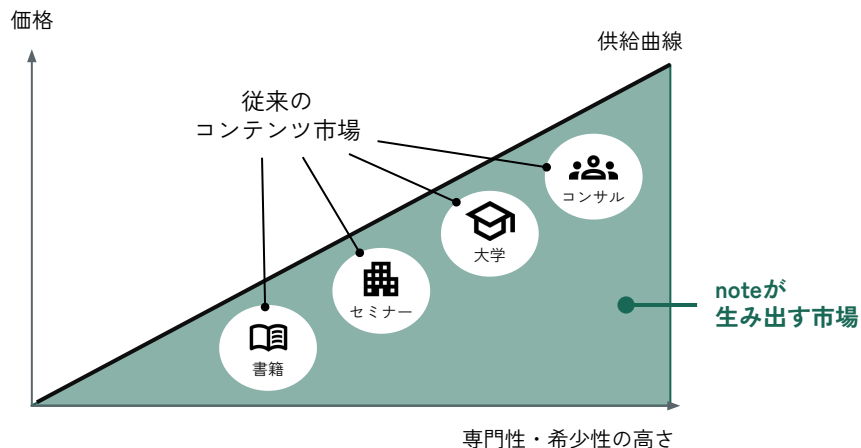 価格
供給曲線
従来の
コンテンツ市場
コンサル
大学
セミナー
書籍
noteが
生み出す市場
専門性・希少性の高さ